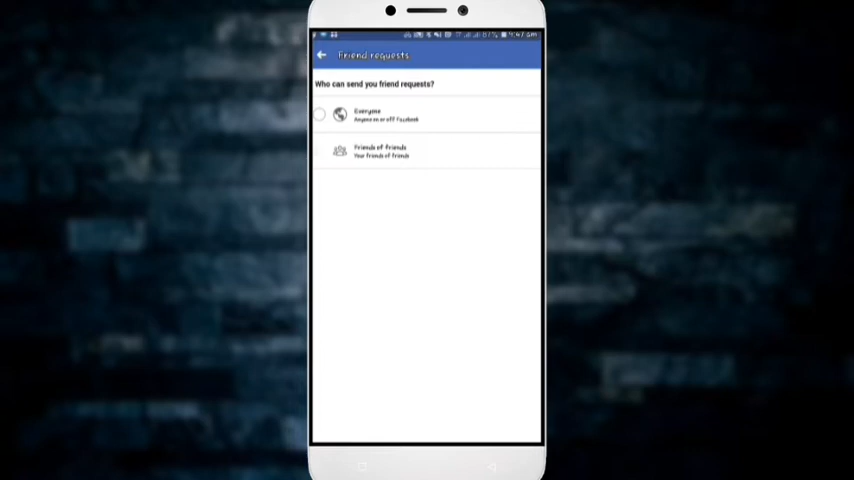 Friend requests
Who can send you friend requests?
Everyone
Anyone on or off Facebook
Friends of friends
Your friends of friends